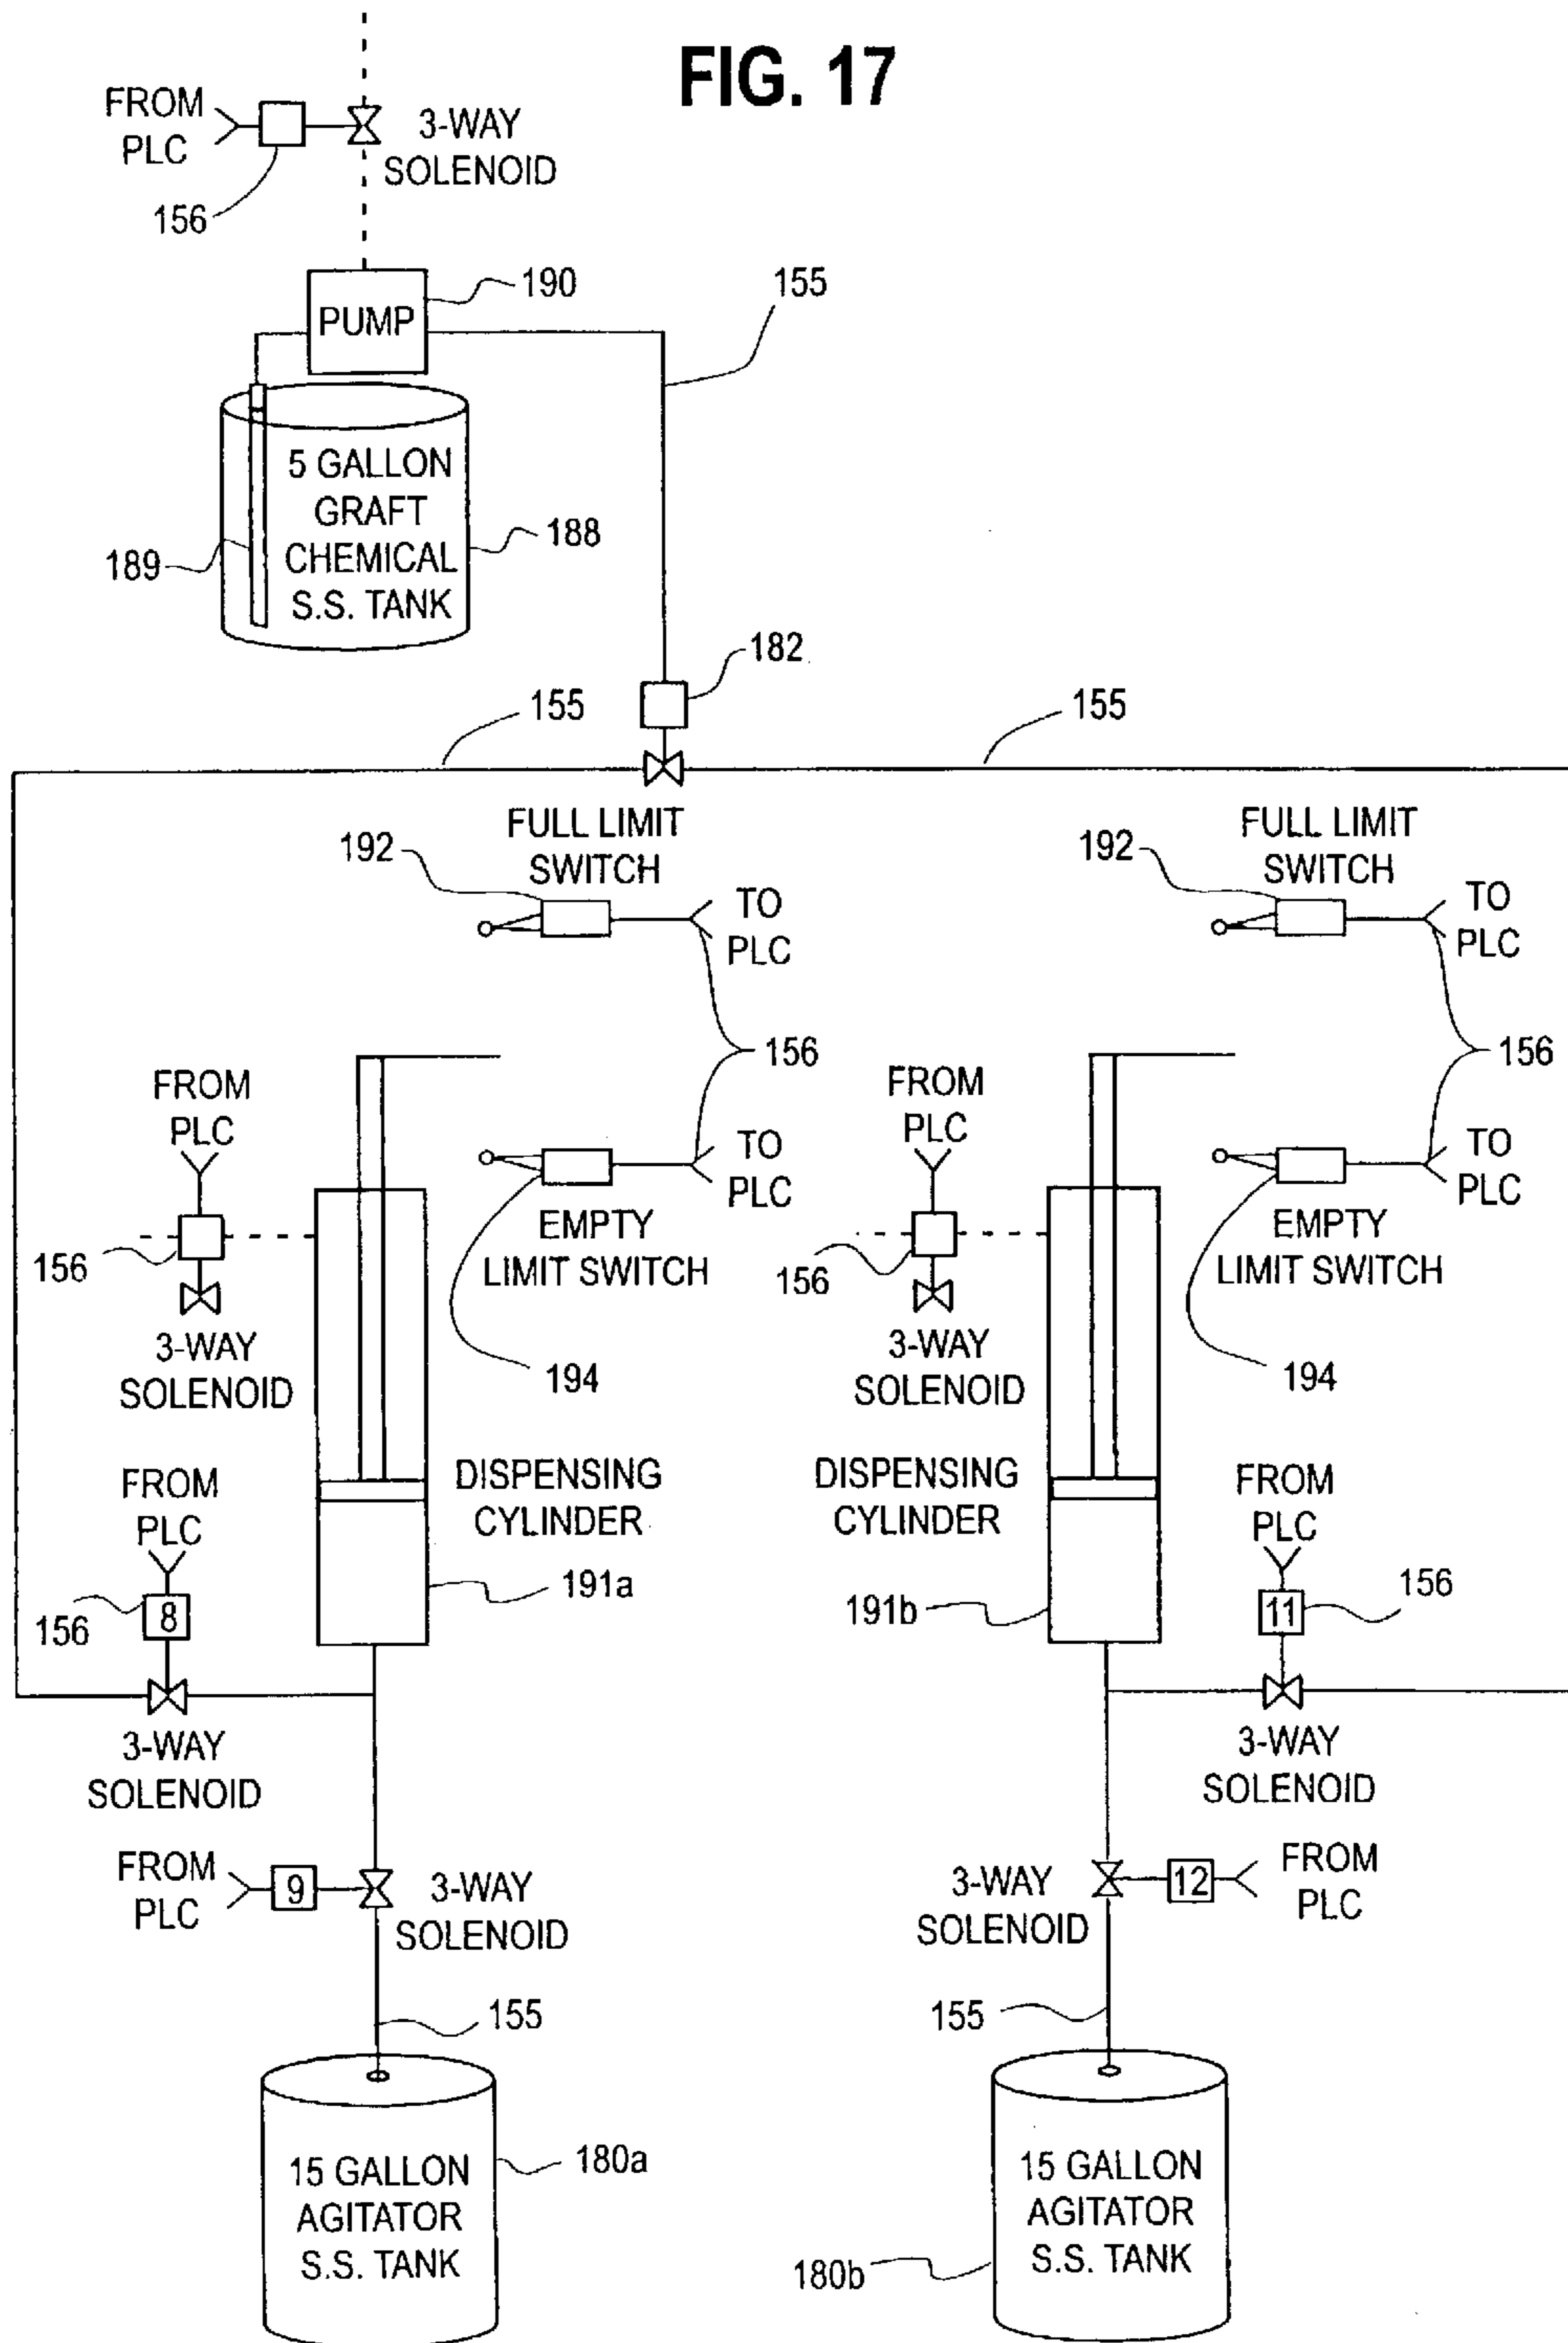 FIG. 17
FROM
PLC
3-WAY
SOLENOID
156
190
PUMP
155
5 GALLON
GRAFT
CHEMICAL
S.S. TANK
188
189
182
155
155
FULL LIMIT
SWITCH
192
TO
PLC
156
TO
PLC
EMPTY
LIMIT SWITCH
194
FROM
PLC
156
3-WAY
SOLENOID
DISPENSING
CYLINDER
191a
FROM
PLC
156
8
3-WAY
SOLENOID
FROM
PLC
9
3-WAY
SOLENOID
155
15 GALLON
AGITATOR
S.S. TANK
180a
FULL LIMIT
SWITCH
192
TO
PLC
156
TO
PLC
EMPTY
LIMIT SWITCH
194
FROM
PLC
156
3-WAY
SOLENOID
DISPENSING
CYLINDER
191b
FROM
PLC
11
156
3-WAY
SOLENOID
3-WAY
SOLENOID
12
FROM
PLC
155
15 GALLON
AGITATOR
S.S. TANK
180b